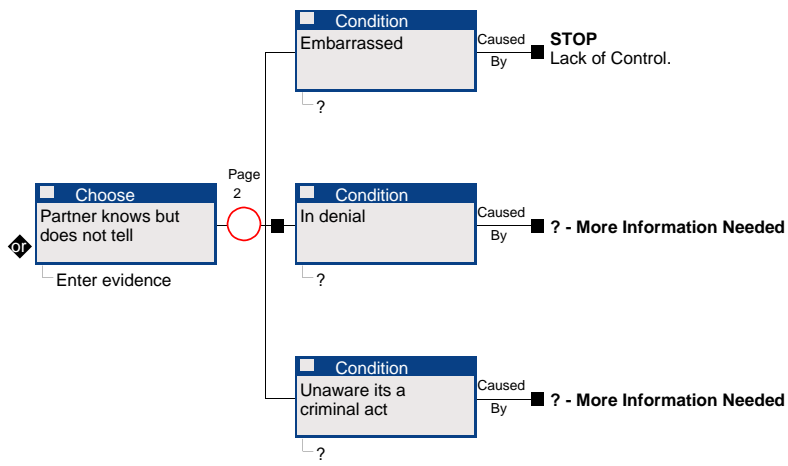 Condition
Embarrassed
Caused
By
STOP
Lack of Control.
?
Page
2
Choose
Partner knows but
does not tell
or
Enter evidence
Condition
In denial
Caused
By
? - More Information Needed
?
Condition
Unaware its a
criminal act
Caused
By
? - More Information Needed
?